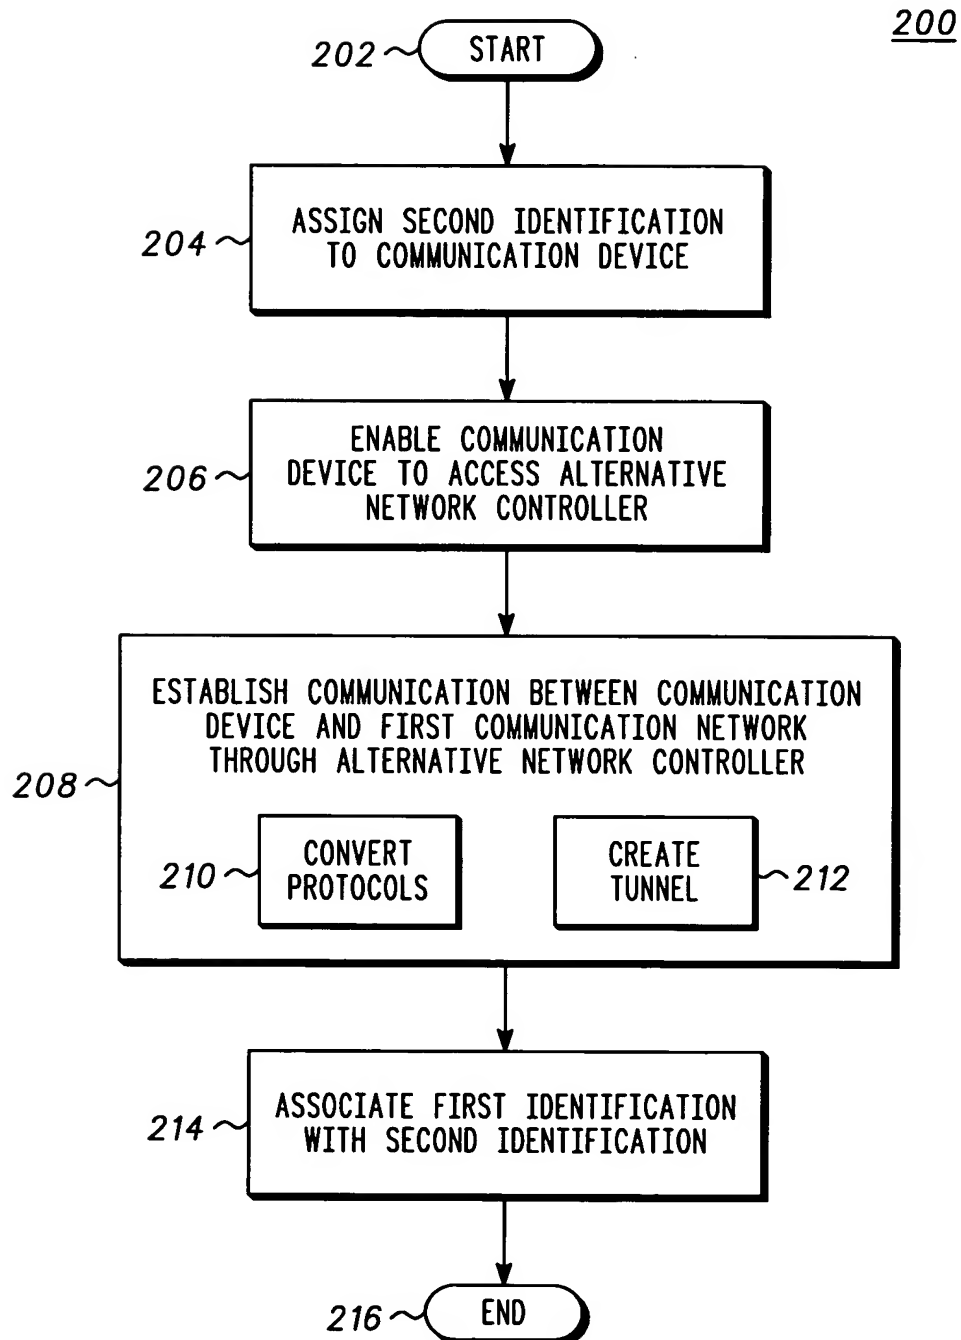 200
202
START
204
ASSIGN SECOND IDENTIFICATION
TO COMMUNICATION DEVICE
206
ENABLE COMMUNICATION
DEVICE TO ACCESS ALTERNATIVE
NETWORK CONTROLLER
208
ESTABLISH COMMUNICATION BETWEEN COMMUNICATION
DEVICE AND FIRST COMMUNICATION NETWORK
THROUGH ALTERNATIVE NETWORK CONTROLLER
210
CONVERT
PROTOCOLS
CREATE
TUNNEL
212
214
ASSOCIATE FIRST IDENTIFICATION
WITH SECOND IDENTIFICATION
216
END